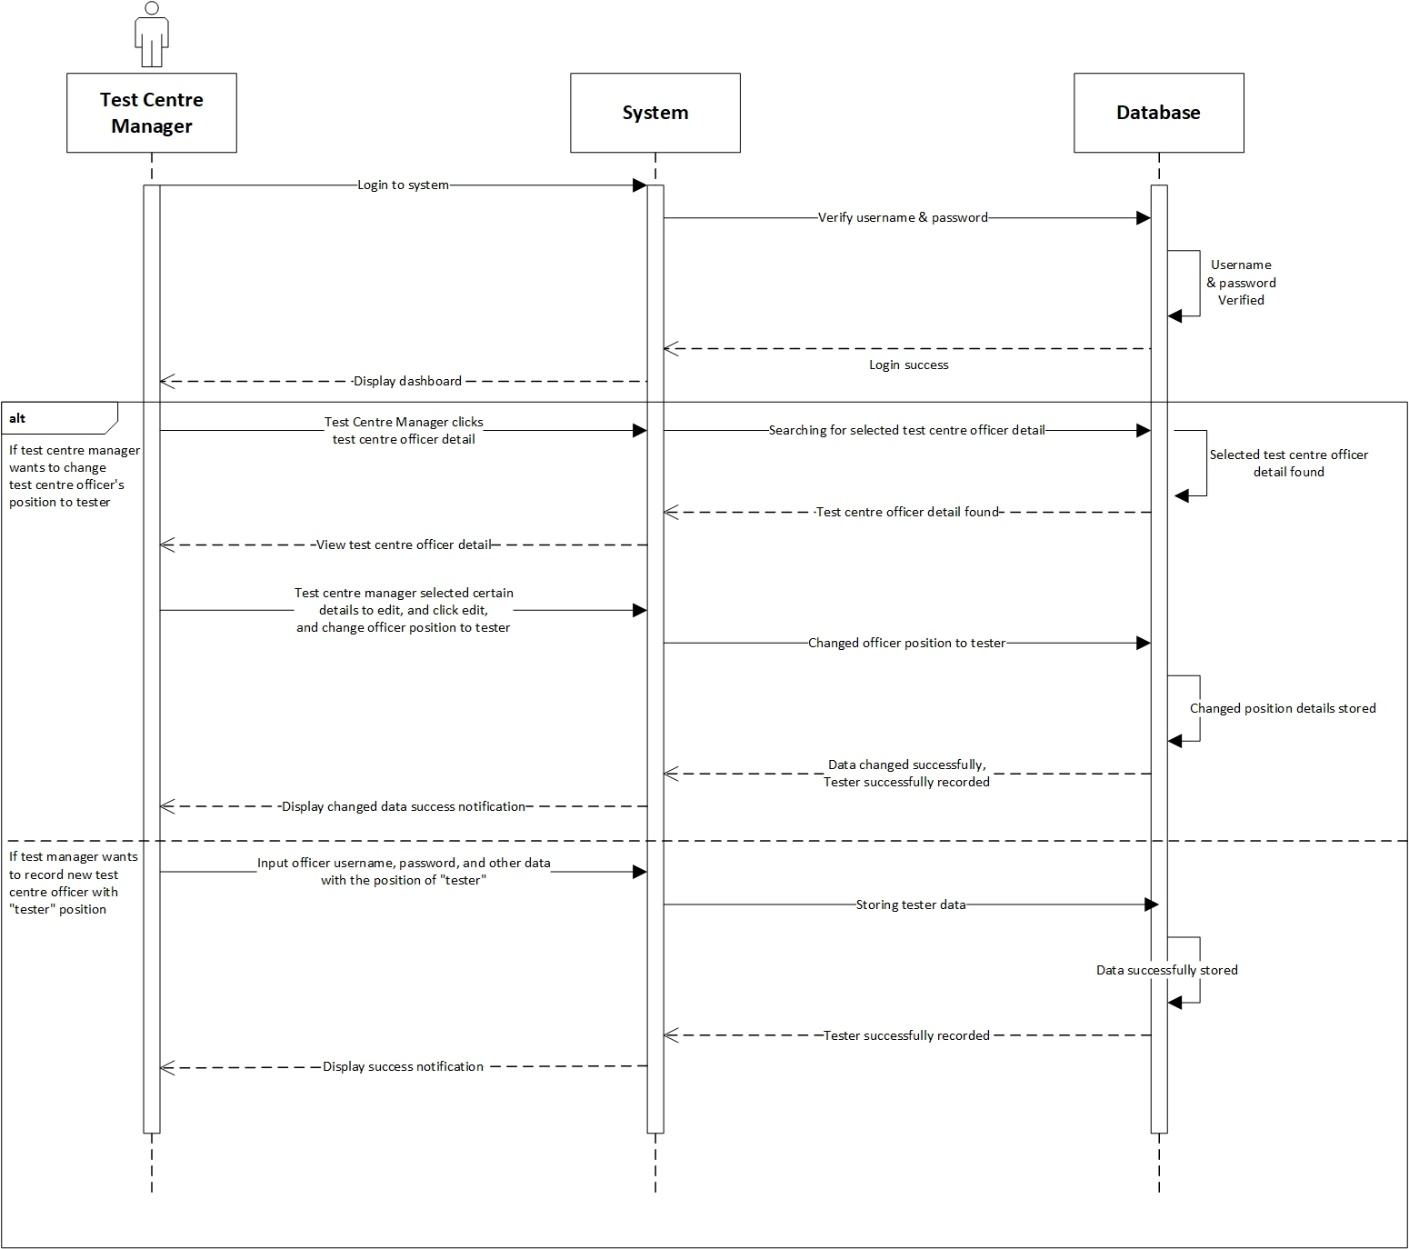 Test Centre
Manager
System
Database
Login to system
Verify username & password
Username
& password
Verified
Login success
Display dashboard
alt
If test centre manager
wants to change
test centre officer's
position to tester
Test Centre Manager clicks
test centre officer detail
Searching for selected test centre officer detail
Selected test centre officer
detail found
Test centre officer detail found
View test centre officer detail
Test centre manager selected certain
details to edit, and click edit,
and change officer position to tester
Changed officer position to tester
Changed position details stored
Data changed successfully,
Tester successfully recorded
Display changed data success notification
If test manager wants
to record new test
centre officer with
"tester" position
Input officer username, password, and other data
with the position of "tester"
Storing tester data
Data successfully stored
Tester successfully recorded
Display success notification